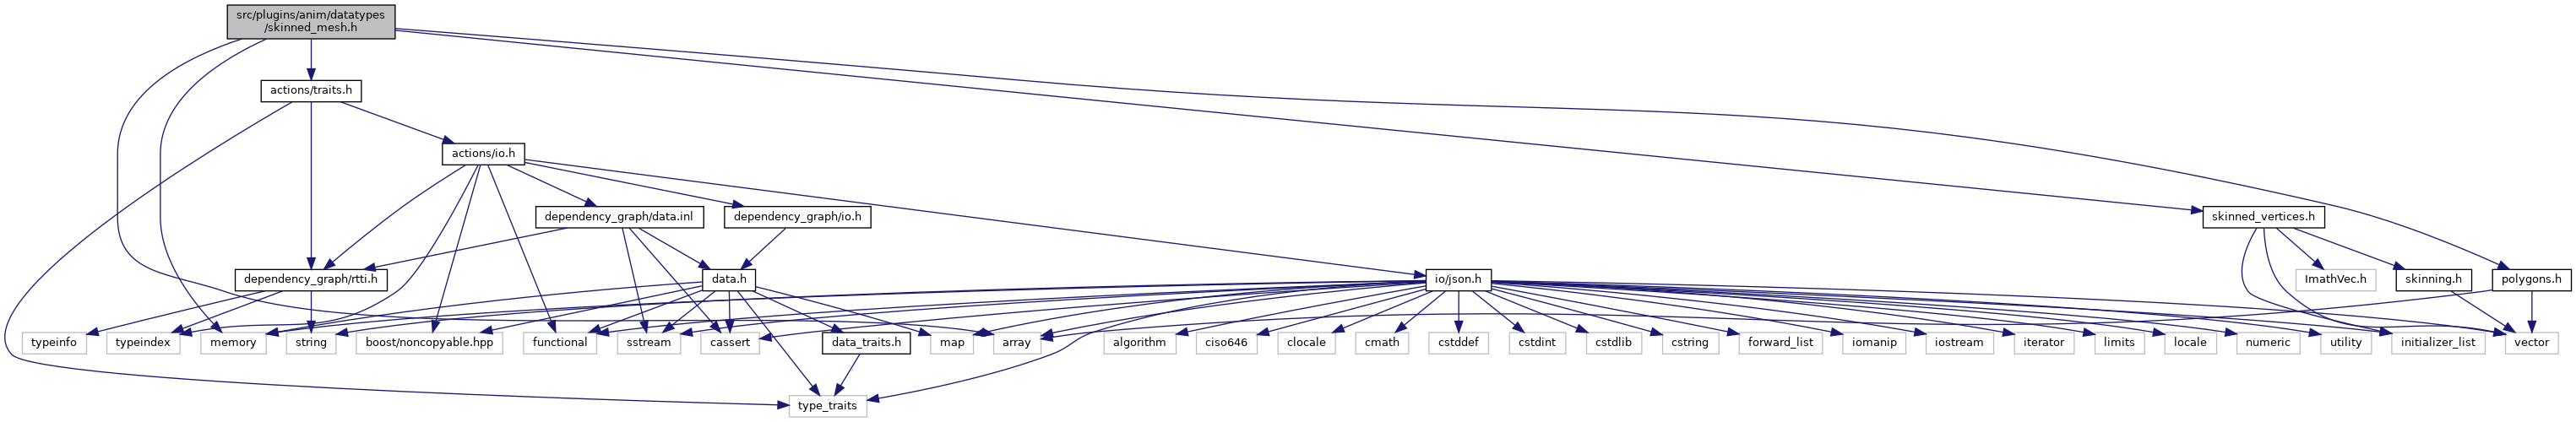 src/plugins/anim/datatypes
/skinned_mesh.h
actions/traits.h
actions/io.h
dependency_graph/data.inl
dependency_graph/io.h
skinned_vertices.h
dependency_graph/rtti.h
data.h
io/json.h
ImathVec.h
skinning.h
polygons.h
typeinfo
typeindex
memory
string
boost/noncopyable.hpp
functional
sstream
cassert
data_traits.h
map
array
algorithm
ciso646
clocale
cmath
cstddef
cstdint
cstdlib
cstring
forward_list
iomanip
iostream
iterator
limits
locale
numeric
utility
initializer_list
vector
type_traits